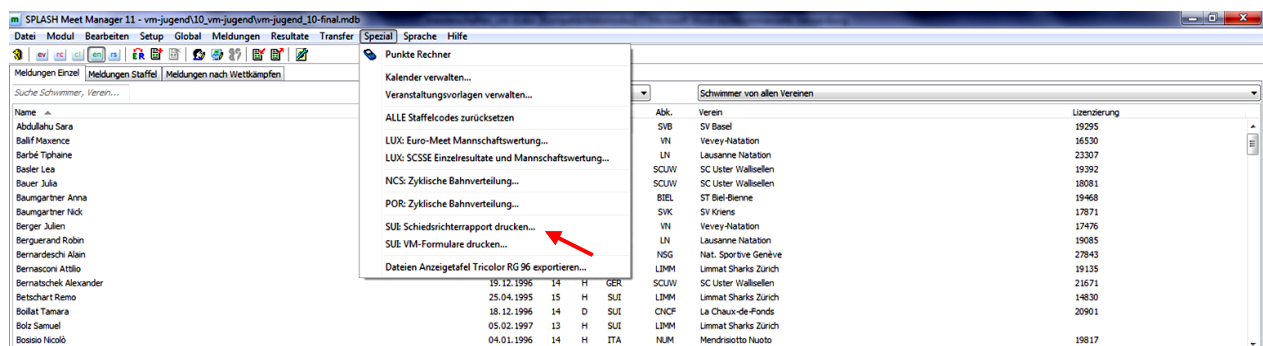 SPLASH Meet Manager 11 - vm-jugend\10_vm-jugend\vm-jugend_10-final.mdb
Datei Modul Bearbeiten Setup Global Meldungen Resultate Transfer Spezial Sprache Hilfe
ev rc cl en rs ER
Meldungen Einzel Meldungen Staffel Meldungen nach Wettkämpfen
Suche Schwimmer, Verein... Schwimmer von allen Vereinen
Punkte Rechner
Kalender verwalten...
Veranstaltungsvorlagen verwalten...
ALLE Staffelcodes zurücksetzen
LUX: Euro-Meet Mannschaftswertung...
LUX: SCSSE Einzelresultate und Mannschaftswertung...
NCS: Zyklische Bahnverteilung...
POR: Zyklische Bahnverteilung...
SUI: Schiedsrichterrapport drucken...
SUI: VM-Formulare drucken...
Dateien Anzeigetafel Tricolor RG 96 exportieren...
Name Abk. Verein Lizenzierung
Abdullahu Sara SVB SV Basel 19295
Ballif Maxence VN Vevey-Natation 16530
Barbé Tiphaine LN Lausanne Natation 23307
Basler Lea SCUW SC Uster Wallisellen 19392
Bauer Julia SCUW SC Uster Wallisellen 18081
Baumgartner Anna BIEL ST Biel-Bienne 19468
Baumgartner Nick SVK SV Kriens 17871
Berger Julien VN Vevey-Natation 17476
Berguerand Robin LN Lausanne Natation 19085
Bernardeschi Alain NSG Nat. Sportive Genève 27843
Bernasconi Attilio LIMM Limmat Sharks Zürich 19135
Bernatschek Alexander 19.12.1996 14 H GER SCUW SC Uster Wallisellen 21671
Betschart Remo 25.04.1995 15 H SUI LIMM Limmat Sharks Zürich 14830
Boillat Tamara 18.12.1996 14 D SUI CNCF La Chaux-de-Fonds 20901
Bolz Samuel 05.02.1997 13 H SUI LIMM Limmat Sharks Zürich
Bosisio Nicolò 04.01.1996 14 H ITA NUM Mendrisiotto Nuoto 19817